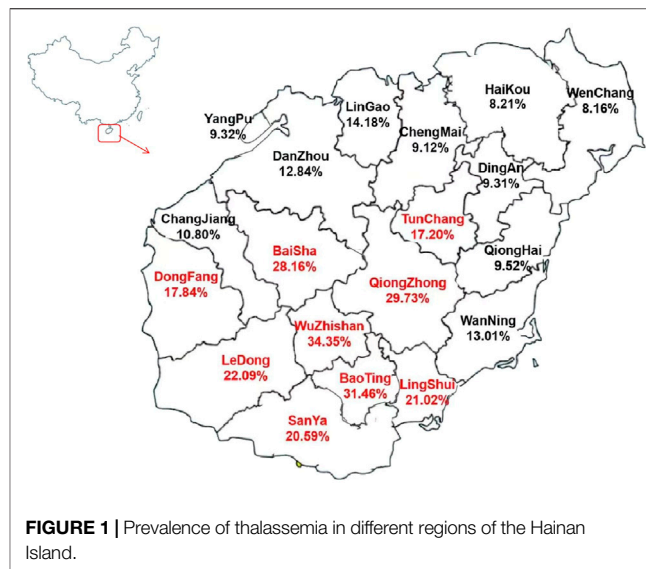 HaiKou
8.21%
WenChang
8.16%
LinGao
14.18%
YangPu
9.32%
ChengMai
9.12%
DanZhou
12.84%
DingAn
9.31%
ChangJiang
10.80%
TunChang
17.20%
BaiSha
28.16%
QiongHai
9.52%
DongFang
17.84%
QiongZhong
29.73%
WuZhishan
34.35%
WanNing
13.01%
LeDong
22.09%
BaoTing
31.46%
LingShui
21.02%
SanYa
20.59%
FIGURE 1 | Prevalence of thalassemia in different regions of the Hainan
Island.